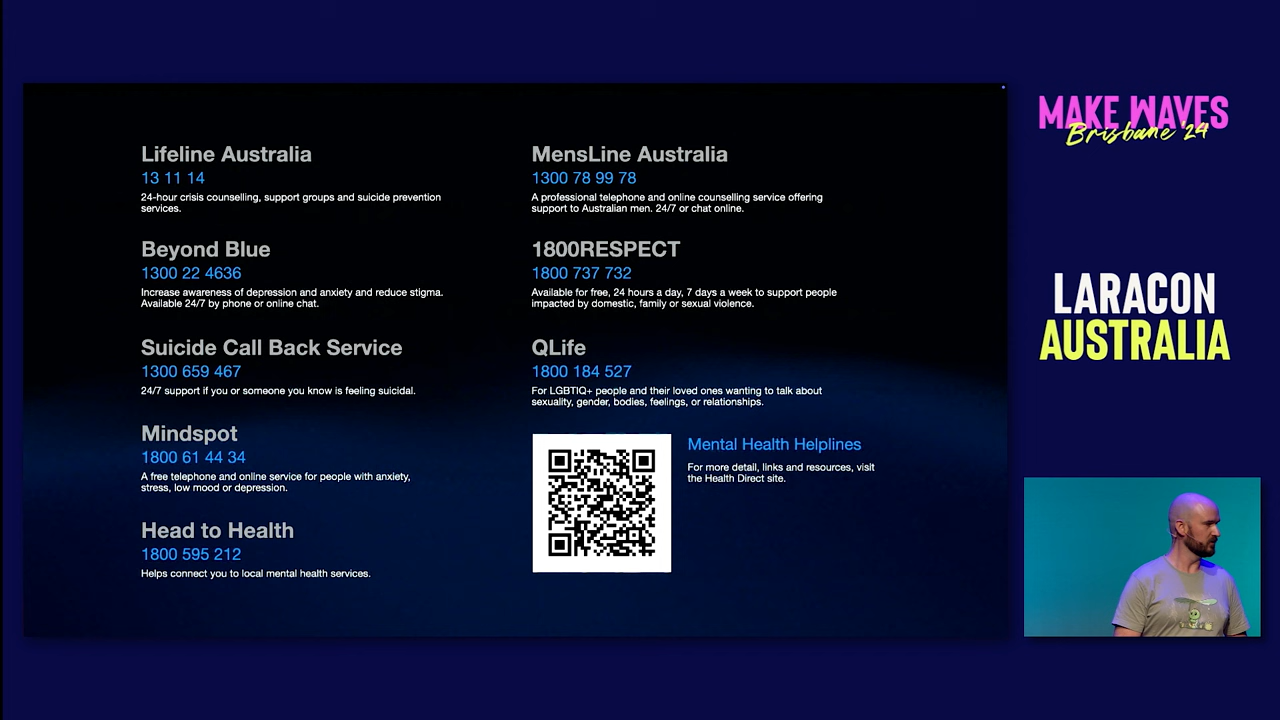 Lifeline Australia
13 11 14
24-hour crisis counselling, support groups and suicide prevention
services.
Beyond Blue
1300 22 4636
Increase awareness of depression and anxiety and reduce stigma.
Available 24/7 by phone or online chat.
Suicide Call Back Service
1300 659 467
24/7 support if you or someone you know is feeling suicidal.
Mindspot
1800 61 44 34
A free telephone and online service for people with anxiety,
stress, low mood or depression.
Head to Health
1800 595 212
Helps connect you to local mental health services.
MensLine Australia
1300 78 99 78
A professional telephone and online counselling service offering
support to Australian men. 24/7 or chat online.
1800RESPECT
1800 737 732
Available for free, 24 hours a day, 7 days a week to support people
impacted by domestic, family or sexual violence.
QLife
1800 184 527
For LGBTIQ+ people and their loved ones wanting to talk about
sexuality, gender, bodies, feelings, or relationships.
Mental Health Helplines
For more detail, links and resources, visit
the Health Direct site.
MAKE WAVES
Brisbane '24
LARACON
AUSTRALIA